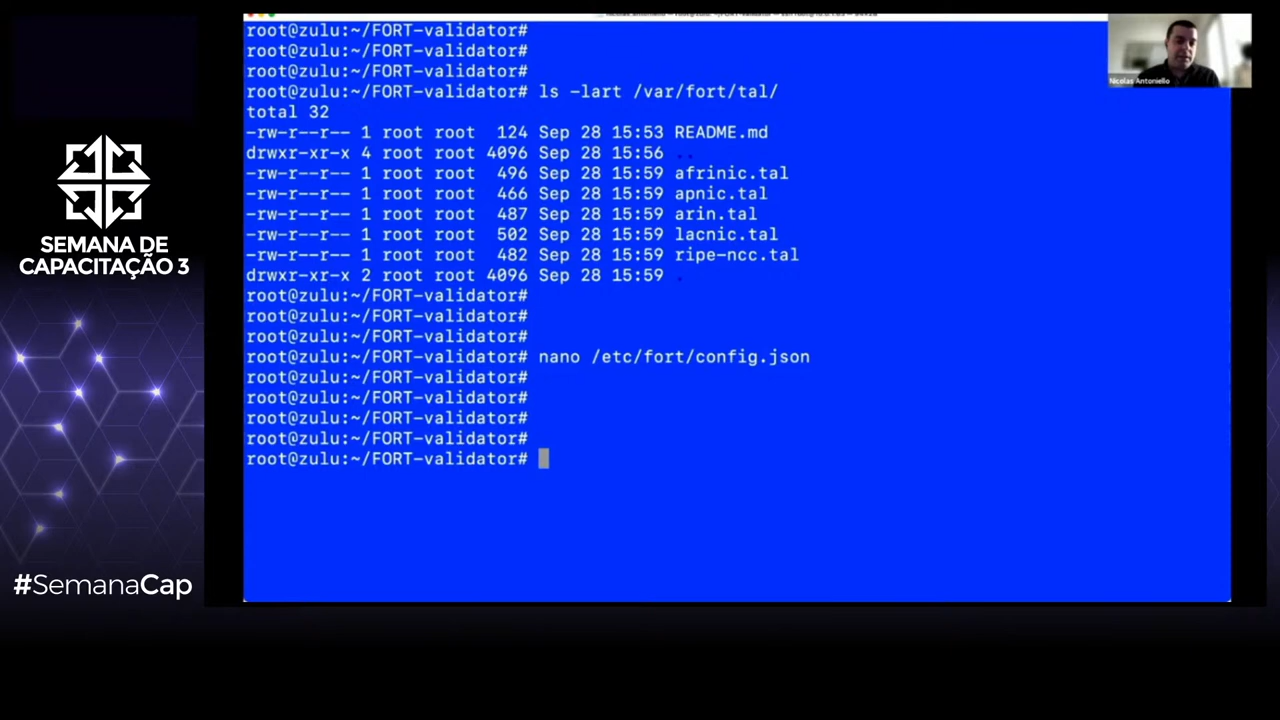 root@zulu:~/FORT-validator#
root@zulu:~/FORT-validator#
root@zulu:~/FORT-validator#
root@zulu:~/FORT-validator# ls -lart /var/fort/tal/
total 32
-rw-r--r-- 1 root root 124 Sep 28 15:53 README.md
drwxr-xr-x 4 root root 4096 Sep 28 15:56 ..
-rw-r--r-- 1 root root 496 Sep 28 15:59 afrinic.tal
-rw-r--r-- 1 root root 466 Sep 28 15:59 apnic.tal
-rw-r--r-- 1 root root 487 Sep 28 15:59 arin.tal
-rw-r--r-- 1 root root 502 Sep 28 15:59 lacnic.tal
-rw-r--r-- 1 root root 482 Sep 28 15:59 ripe-ncc.tal
drwxr-xr-x 2 root root 4096 Sep 28 15:59 .
root@zulu:~/FORT-validator#
root@zulu:~/FORT-validator#
root@zulu:~/FORT-validator#
root@zulu:~/FORT-validator# nano /etc/fort/config.json
root@zulu:~/FORT-validator#
root@zulu:~/FORT-validator#
root@zulu:~/FORT-validator#
root@zulu:~/FORT-validator#
root@zulu:~/FORT-validator#
Nicolas Antoniello
SEMANA DE
CAPACITAÇÃO 3
#SemanaCap